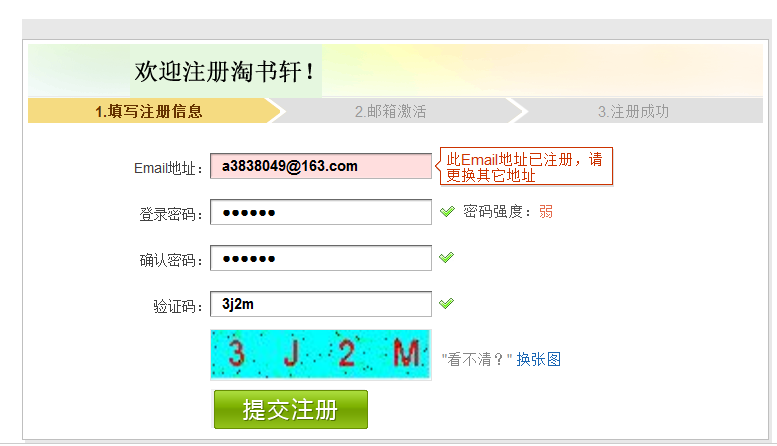 欢迎注册淘书轩！
1.填写注册信息 2.邮箱激活 3.注册成功
Email地址： a3838049@163.com 此Email地址已注册，请
更换其它地址
登录密码： ●●●●●● 密码强度：弱
确认密码： ●●●●●●
验证码： 3j2m
3 J 2 M "看不清？" 换张图
提交注册